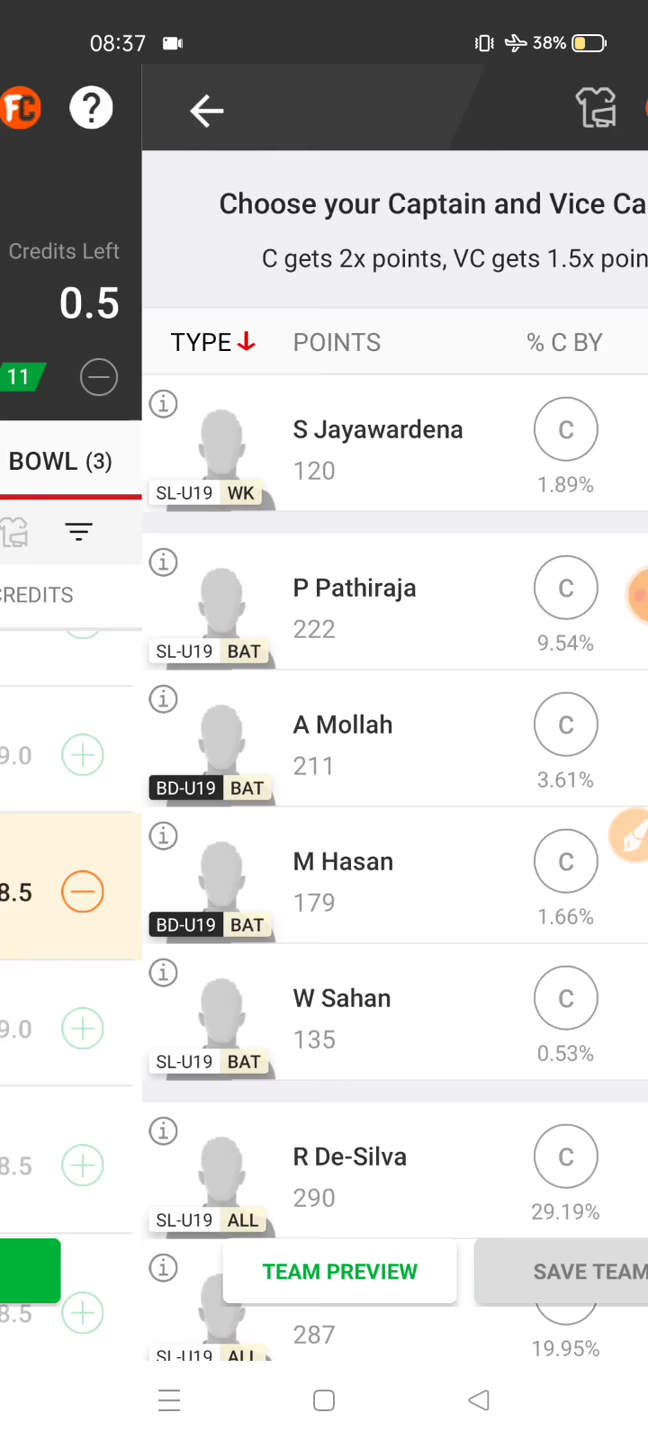 08:37
38%
FC
?
Credits Left
0.5
11
BOWL (3)
CREDITS
9.0
8.5
9.0
8.5
8.5
Choose your Captain and Vice Ca
C gets 2x points, VC gets 1.5x poin
TYPE POINTS % C BY
S Jayawardena
120
C
1.89%
SL-U19 WK
P Pathiraja
222
C
9.54%
SL-U19 BAT
A Mollah
211
C
3.61%
BD-U19 BAT
M Hasan
179
C
1.66%
BD-U19 BAT
W Sahan
135
C
0.53%
SL-U19 BAT
R De-Silva
290
C
29.19%
SL-U19 ALL
TEAM PREVIEW
SAVE TEAM
287
19.95%
SL-U19 ALL